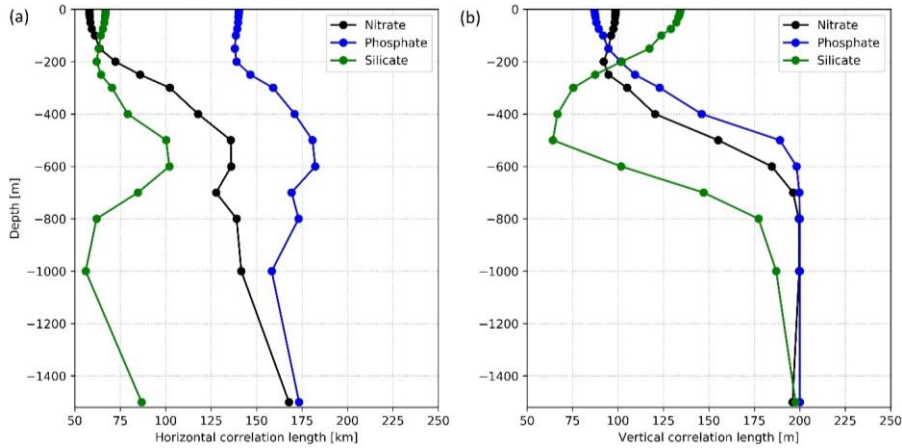 (a)
Nitrate
Phosphate
Silicate
0
−200
−400
−600
−800
−1000
−1200
−1400
Depth [m]
50 75 100 125 150 175 200 225 250
Horizontal correlation length [km]
(b)
Nitrate
Phosphate
Silicate
0
−200
−400
−600
−800
−1000
−1200
−1400
50 75 100 125 150 175 200 225 250
Vertical correlation length [m]